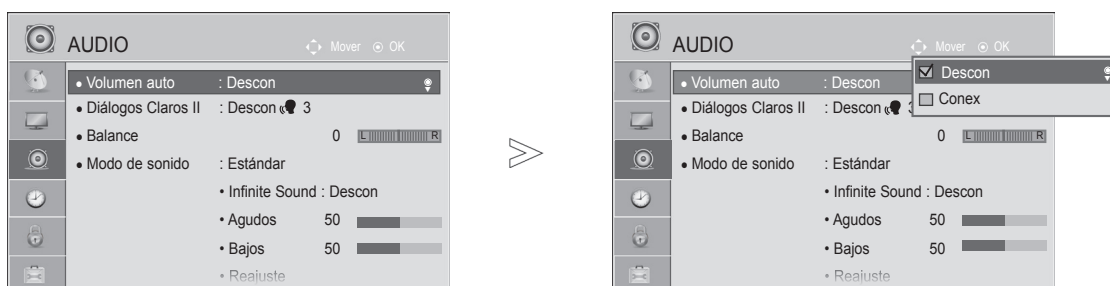 AUDIO
Mover OK
• Volumen auto : Descon
• Diálogos Claros II : Descon 3
• Balance 0 L R
• Modo de sonido : Estándar
• Infinite Sound : Descon
• Agudos 50
• Bajos 50
• Reajuste
AUDIO
Mover OK
• Volumen auto : Descon
• Diálogos Claros II : Descon 3
• Balance 0 L R
• Modo de sonido : Estándar
• Infinite Sound : Descon
• Agudos 50
• Bajos 50
• Reajuste
Descon
Conex